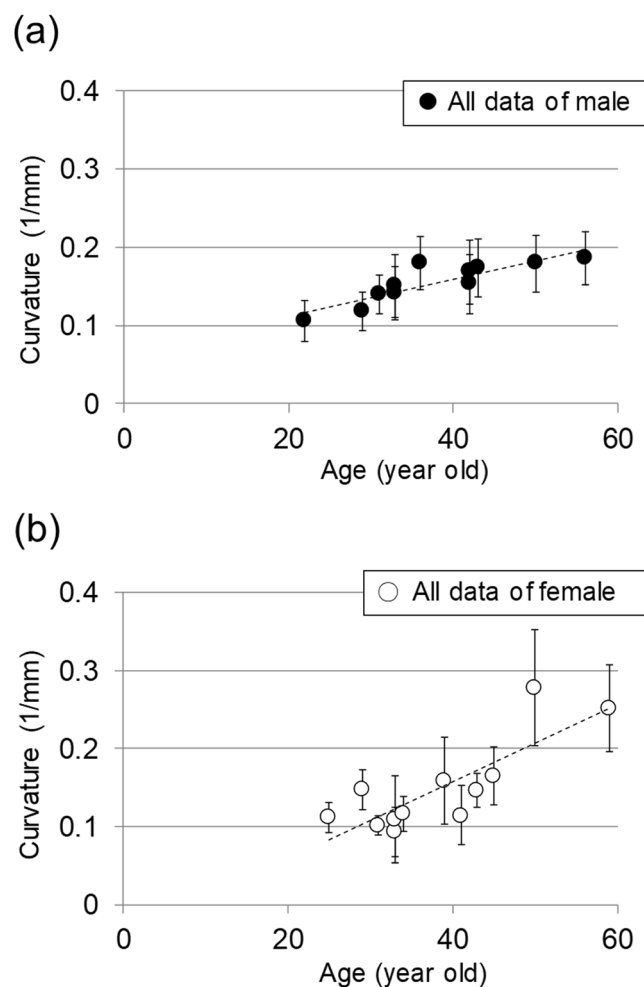 (a)
All data of male
0.4
0.3
0.2
0.1
0
Curvature (1/mm)
0 20 40 60
Age (year old)
(b)
All data of female
0.4
0.3
0.2
0.1
0
Curvature (1/mm)
0 20 40 60
Age (year old)